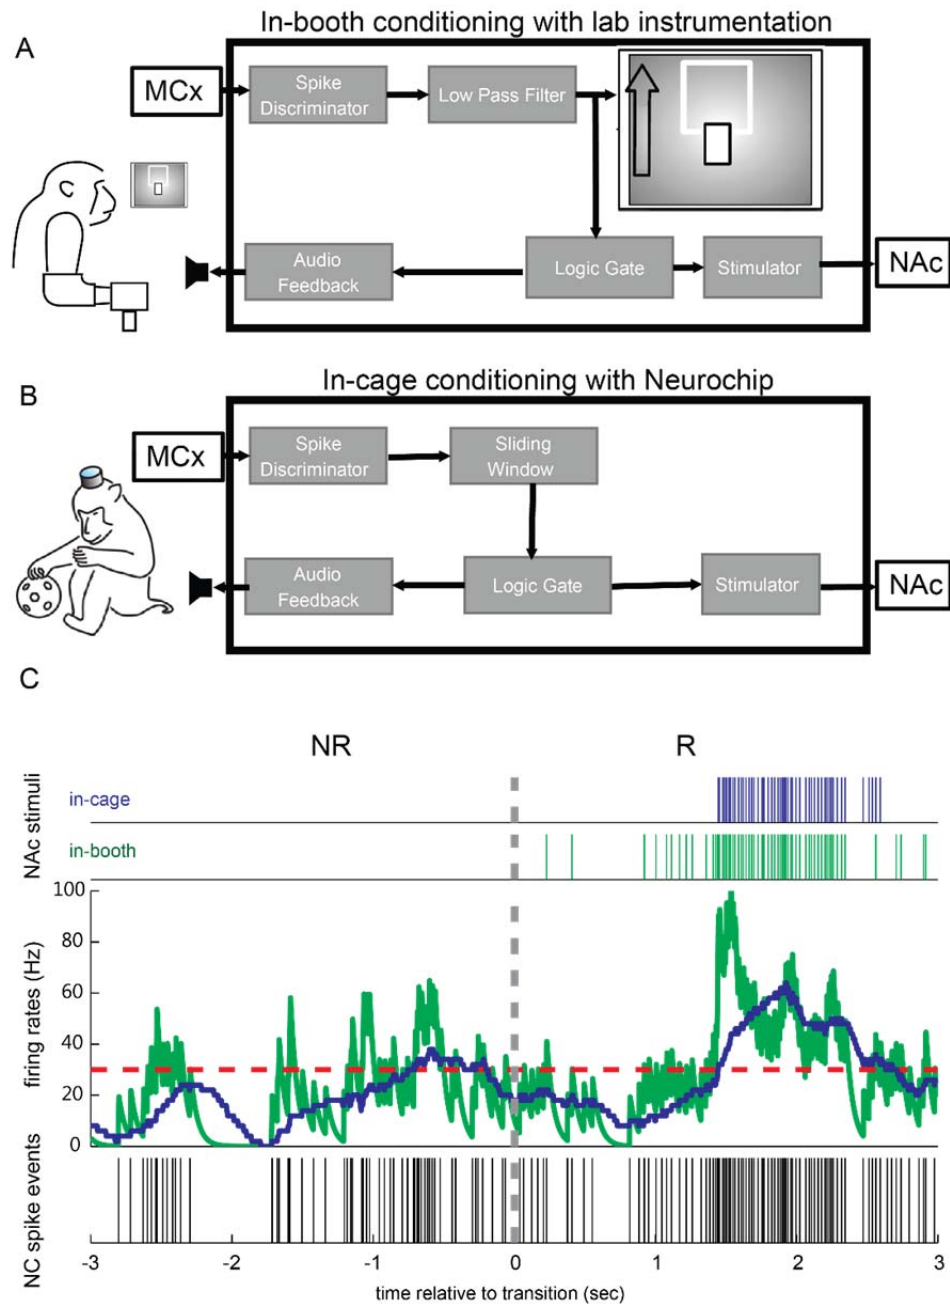 In-booth conditioning with lab instrumentation
A
MCx
Spike
Discriminator
Low Pass Filter
Audio
Feedback
Logic Gate
Stimulator
NAc
In-cage conditioning with Neurochip
B
MCx
Spike
Discriminator
Sliding
Window
Audio
Feedback
Logic Gate
Stimulator
NAc
C
NR
R
NAc stimuli
in-cage
in-booth
firing rates (Hz)
100
80
60
40
20
0
NC spike events
-3
-2
-1
0
1
2
3
time relative to transition (sec)